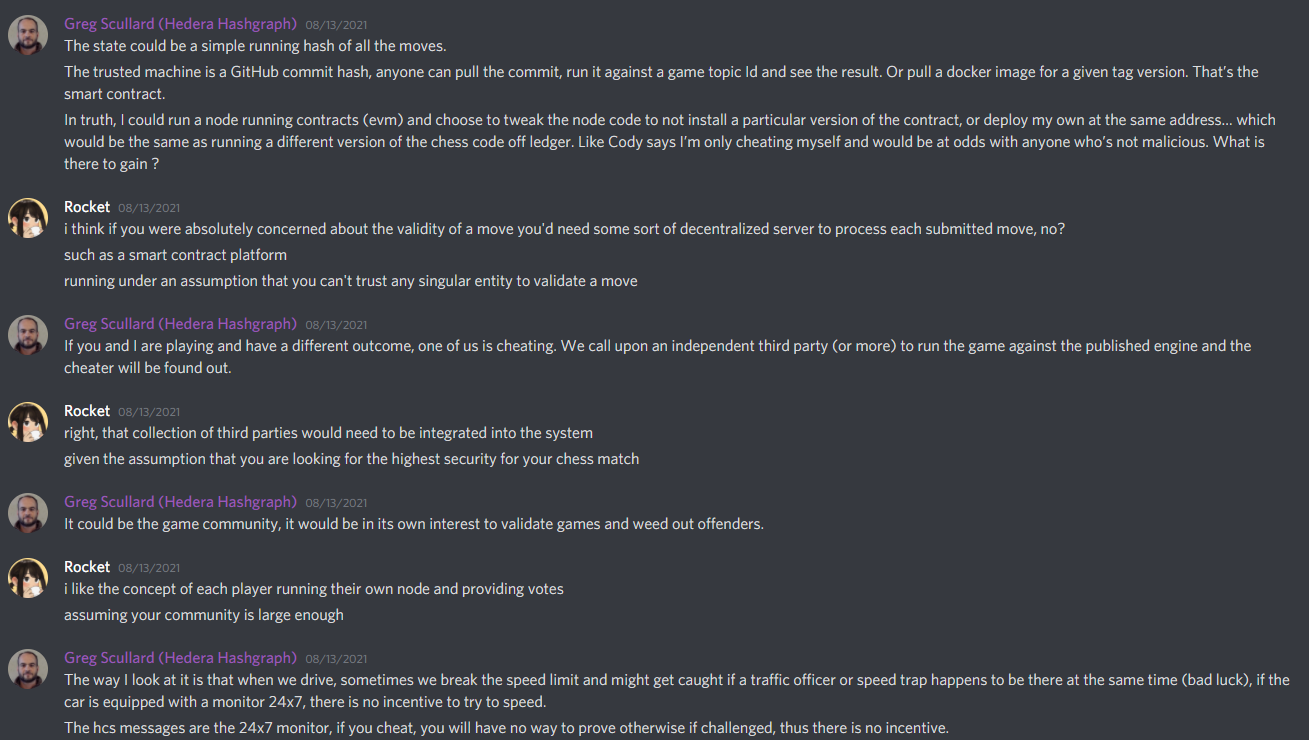 Greg Scullard (Hedera Hashgraph) 08/13/2021
The state could be a simple running hash of all the moves.
The trusted machine is a GitHub commit hash, anyone can pull the commit, run it against a game topic Id and see the result. Or pull a docker image for a given tag version. That's the
smart contract.
In truth, I could run a node running contracts (evm) and choose to tweak the node code to not install a particular version of the contract, or deploy my own at the same address... which
would be the same as running a different version of the chess code off ledger. Like Cody says I'm only cheating myself and would be at odds with anyone who's not malicious. What is
there to gain ?
Rocket 08/13/2021
i think if you were absolutely concerned about the validity of a move you'd need some sort of decentralized server to process each submitted move, no?
such as a smart contract platform
running under an assumption that you can't trust any singular entity to validate a move
Greg Scullard (Hedera Hashgraph) 08/13/2021
If you and I are playing and have a different outcome, one of us is cheating. We call upon an independent third party (or more) to run the game against the published engine and the
cheater will be found out.
Rocket 08/13/2021
right, that collection of third parties would need to be integrated into the system
given the assumption that you are looking for the highest security for your chess match
Greg Scullard (Hedera Hashgraph) 08/13/2021
It could be the game community, it would be in its own interest to validate games and weed out offenders.
Rocket 08/13/2021
i like the concept of each player running their own node and providing votes
assuming your community is large enough
Greg Scullard (Hedera Hashgraph) 08/13/2021
The way I look at it is that when we drive, sometimes we break the speed limit and might get caught if a traffic officer or speed trap happens to be there at the same time (bad luck), if the
car is equipped with a monitor 24x7, there is no incentive to try to speed.
The hcs messages are the 24x7 monitor, if you cheat, you will have no way to prove otherwise if challenged, thus there is no incentive.